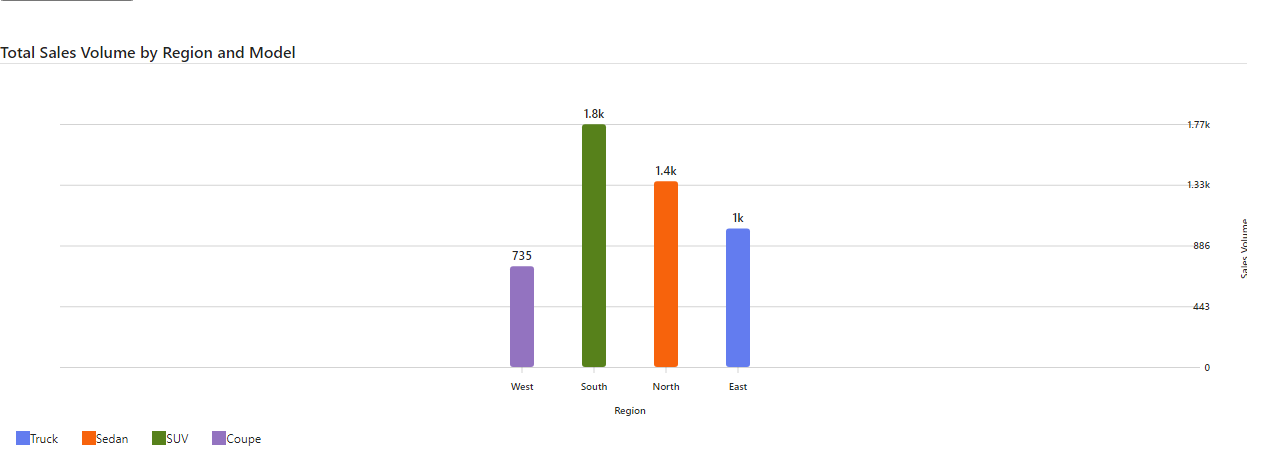 Total Sales Volume by Region and Model
1.8k
1.77k
1.4k
1.33k
1k
735
886
443
0
Sales Volume
West South North East
Region
Truck Sedan SUV Coupe